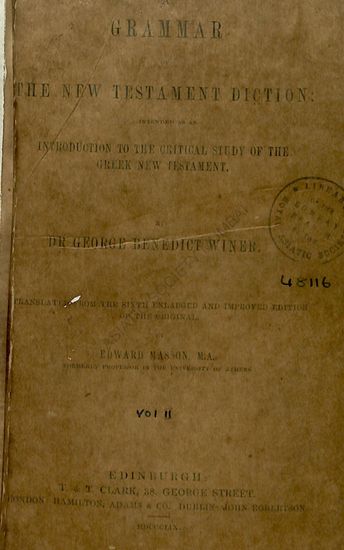 A
GRAMMAR
THE NEW TESTAMENT DICTION:
INTENDED AS AN
INTRODUCTION TO THE CRITICAL STUDY OF THE
GREEK NEW TESTAMENT.
BY
DR GEORGE BENEDICT WINER.
48116
TRANSLATED FROM THE SIXTH ENLARGED AND IMPROVED EDITION
OF THE ORIGINAL
BY
EDWARD MASSON, M.A.
FORMERLY PROFESSOR IN THE UNIVERSITY OF ATHENS
VOl II
EDINBURGH:
T. & T. CLARK, 38, GEORGE STREET.
LONDON: HAMILTON, ADAMS & CO. DUBLIN: JOHN ROBERTSON.
MDCCCLIX.